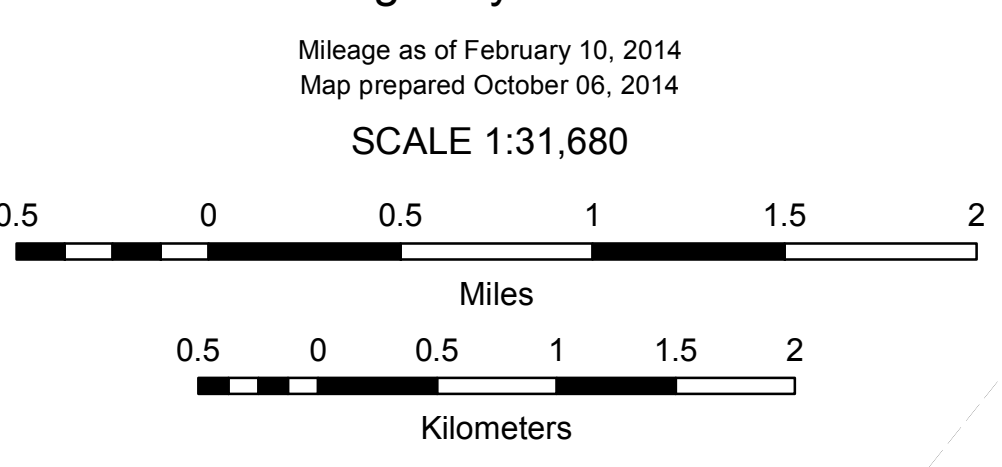 Mileage as of February 10, 2014
Map prepared October 06, 2014
SCALE 1:31,680
0.5 0 0.5 1 1.5 2
Miles
0.5 0 0.5 1 1.5 2
Kilometers